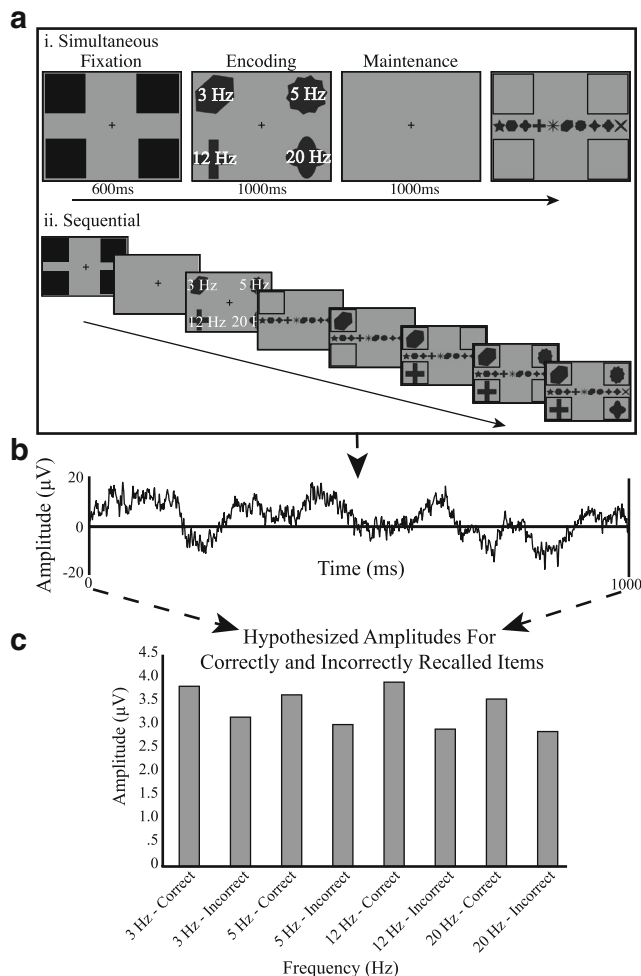 a
i. Simultaneous
Fixation Encoding Maintenance
3 Hz 5 Hz
12 Hz 20 Hz
600ms 1000ms 1000ms
ii. Sequential
3 Hz 5 Hz
12 Hz 20
b
Amplitude (μV)
20
0
-20
Time (ms)
0 1000
c
Hypothesized Amplitudes For
Correctly and Incorrectly Recalled Items
Amplitude (μV)
4.5
4.0
3.5
3.0
2.5
2.0
1.5
1.0
.5
0
3 Hz - Correct
3 Hz - Incorrect
5 Hz - Correct
5 Hz - Incorrect
12 Hz - Correct
12 Hz - Incorrect
20 Hz - Correct
20 Hz - Incorrect
Frequency (Hz)